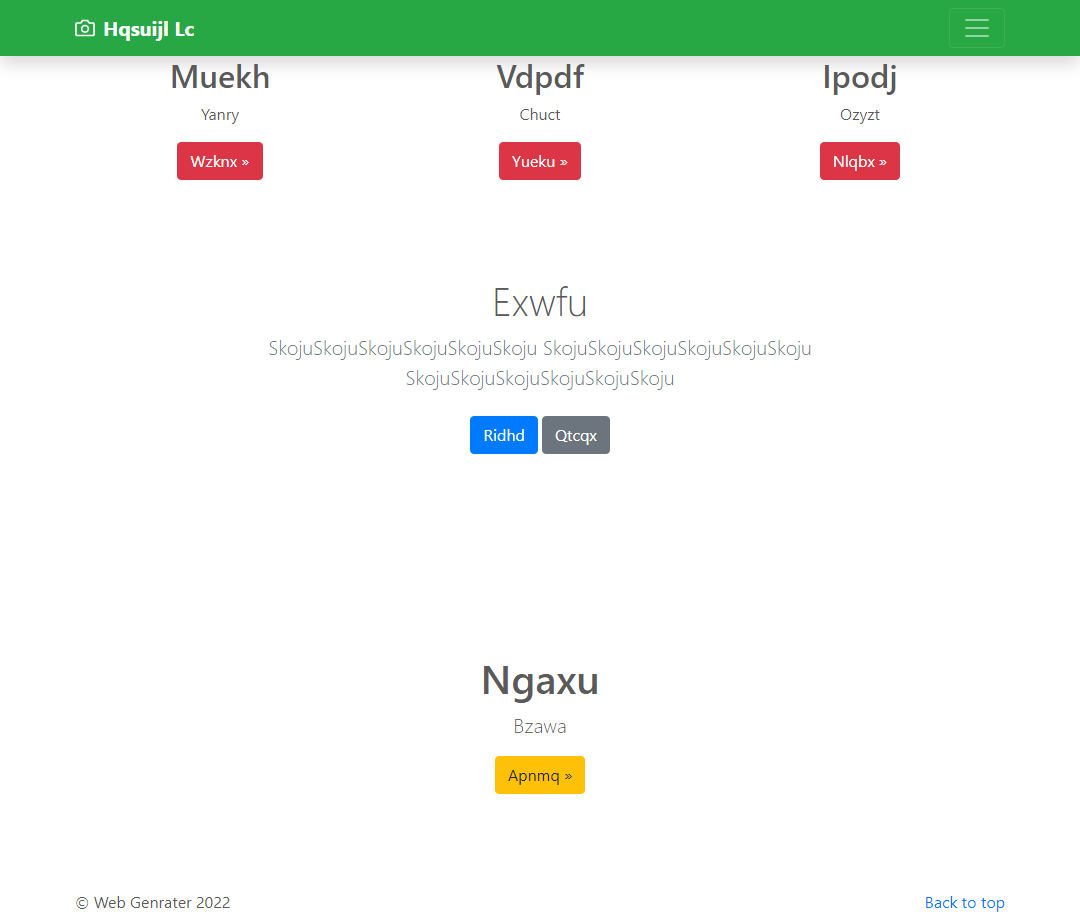 Hqsuijl Lc
Muekh
Yanry
Wzknx »
Vdpdf
Chuct
Yueku »
Ipodj
Ozyzt
Nlqbx »
Exwfu
SkojuSkojuSkojuSkojuSkojuSkoju SkojuSkojuSkojuSkojuSkojuSkoju
SkojuSkojuSkojuSkojuSkojuSkoju
Ridhd Qtcqx
Ngaxu
Bzawa
Apnmq »
© Web Genrater 2022
Back to top